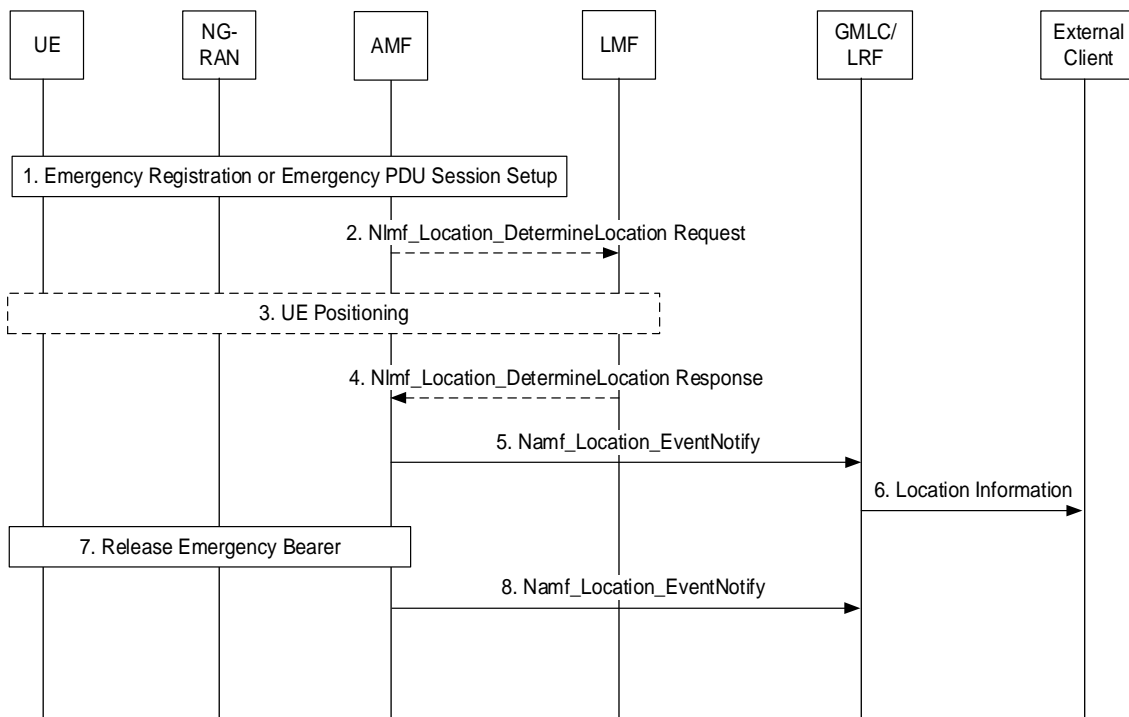 UE
NG-
RAN
AMF
LMF
GMLC/
LRF
External
Client
1. Emergency Registration or Emergency PDU Session Setup
2. Nlmf_Location_DetermineLocation Request
3. UE Positioning
4. Nlmf_Location_DetermineLocation Response
5. Namf_Location_EventNotify
6. Location Information
7. Release Emergency Bearer
8. Namf_Location_EventNotify